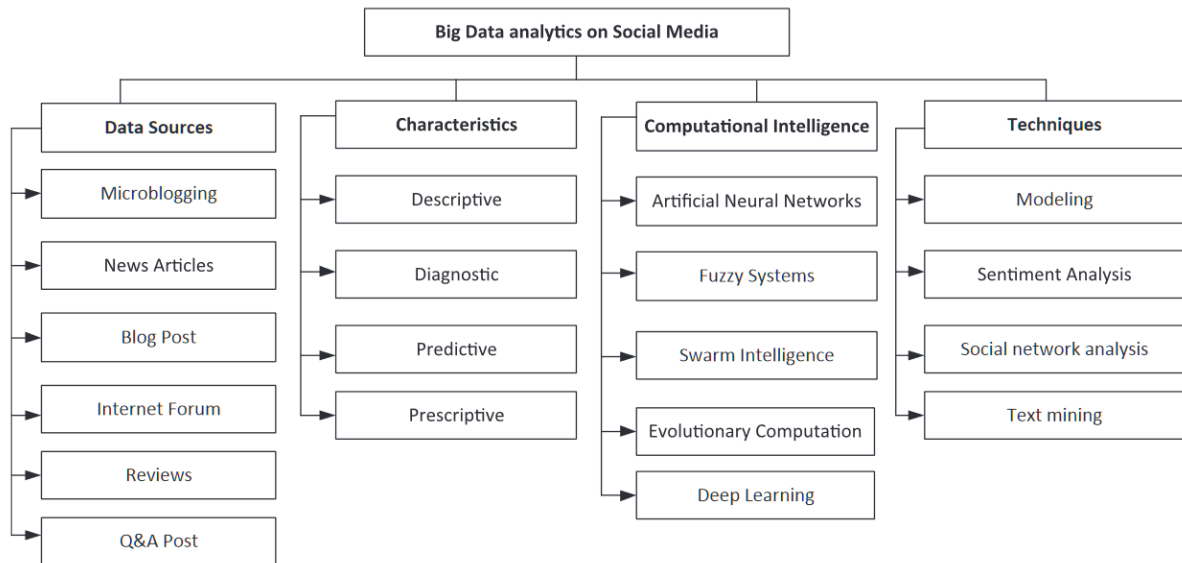 Big Data analytics on Social Media
Data Sources
Microblogging
News Articles
Blog Post
Internet Forum
Reviews
Q&A Post
Characteristics
Descriptive
Diagnostic
Predictive
Prescriptive
Computational Intelligence
Artificial Neural Networks
Fuzzy Systems
Swarm Intelligence
Evolutionary Computation
Deep Learning
Techniques
Modeling
Sentiment Analysis
Social network analysis
Text mining